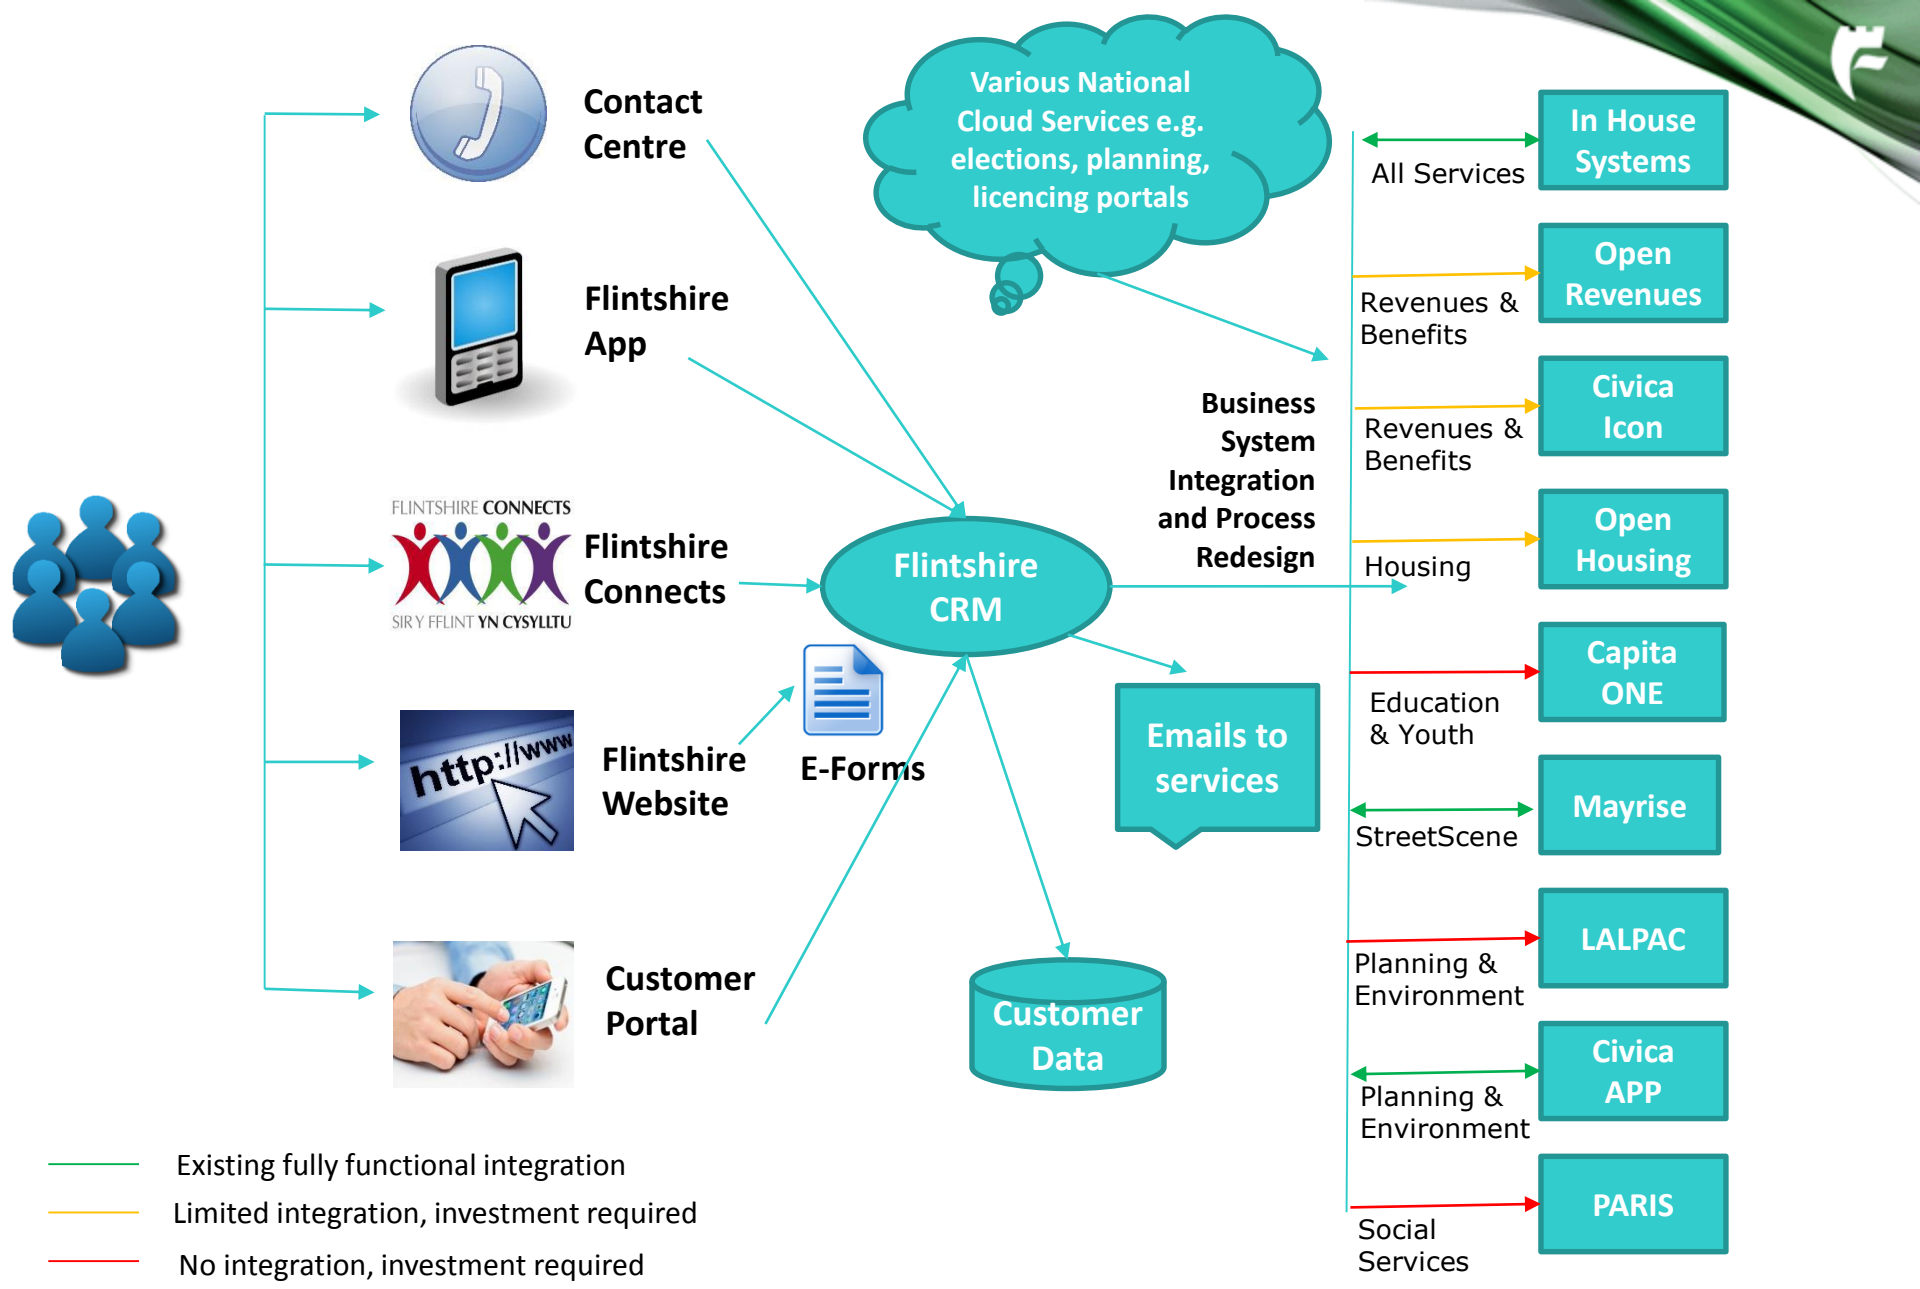 Contact
Centre
Flintshire
App
FLINTSHIRE CONNECTS
SIR Y FFLINT YN CYSYLLTU
Flintshire
Connects
http://www
Flintshire
Website
E-Forms
Customer
Portal
Various National
Cloud Services e.g.
elections, planning,
licencing portals
Flintshire
CRM
Business
System
Integration
and Process
Redesign
Emails to
services
Customer
Data
In House
Systems
All Services
Open
Revenues
Revenues &
Benefits
Civica
Icon
Revenues &
Benefits
Open
Housing
Housing
Capita
ONE
Education
& Youth
Mayrise
StreetScene
LALPAC
Planning &
Environment
Civica
APP
Planning &
Environment
PARIS
Social
Services
Existing fully functional integration
Limited integration, investment required
No integration, investment required